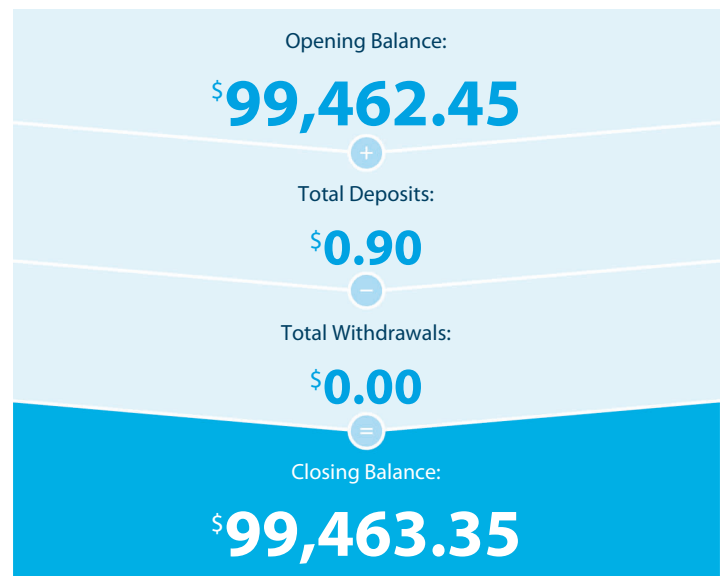 Opening Balance:
$99,462.45
+
Total Deposits:
$0.90
−
Total Withdrawals:
$0.00
=
Closing Balance:
$99,463.35